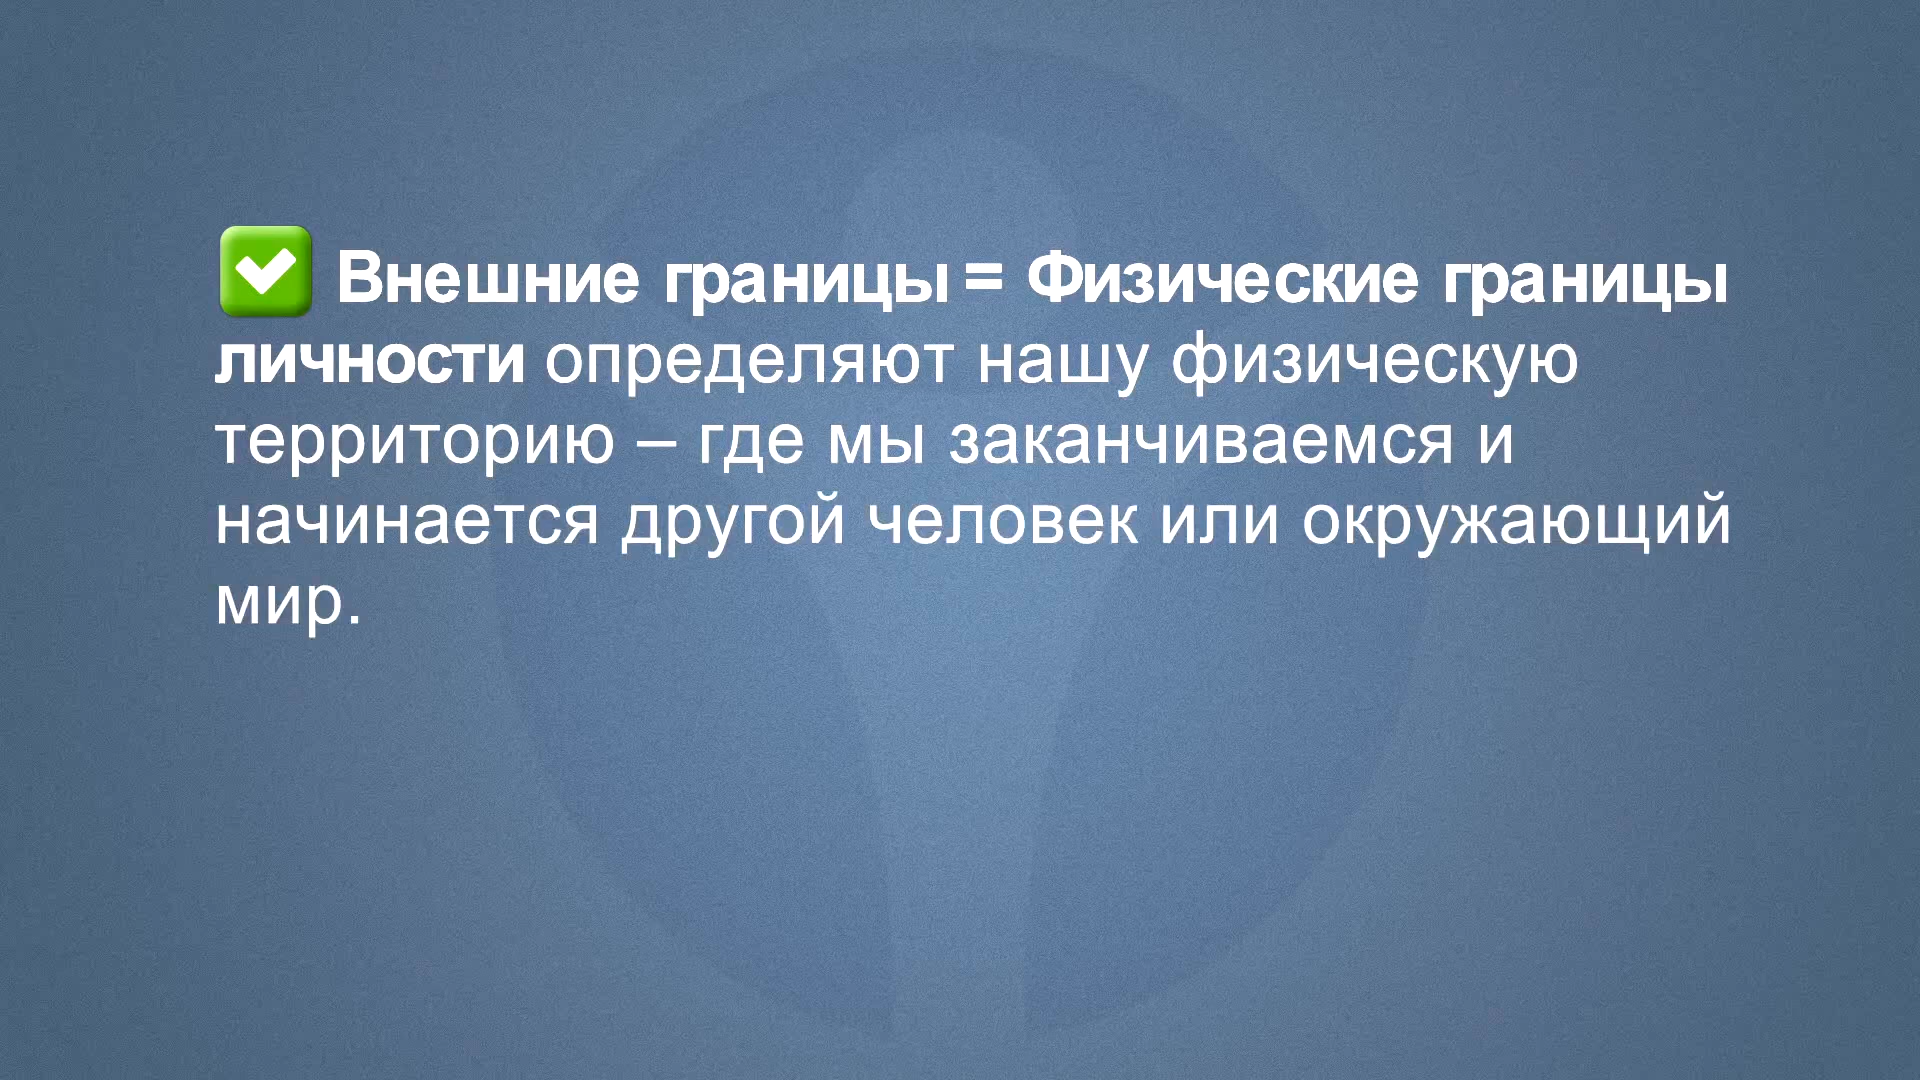 ✅ Внешние границы = Физические границы
личности определяют нашу физическую
территорию – где мы заканчиваемся и
начинается другой человек или окружающий
мир.